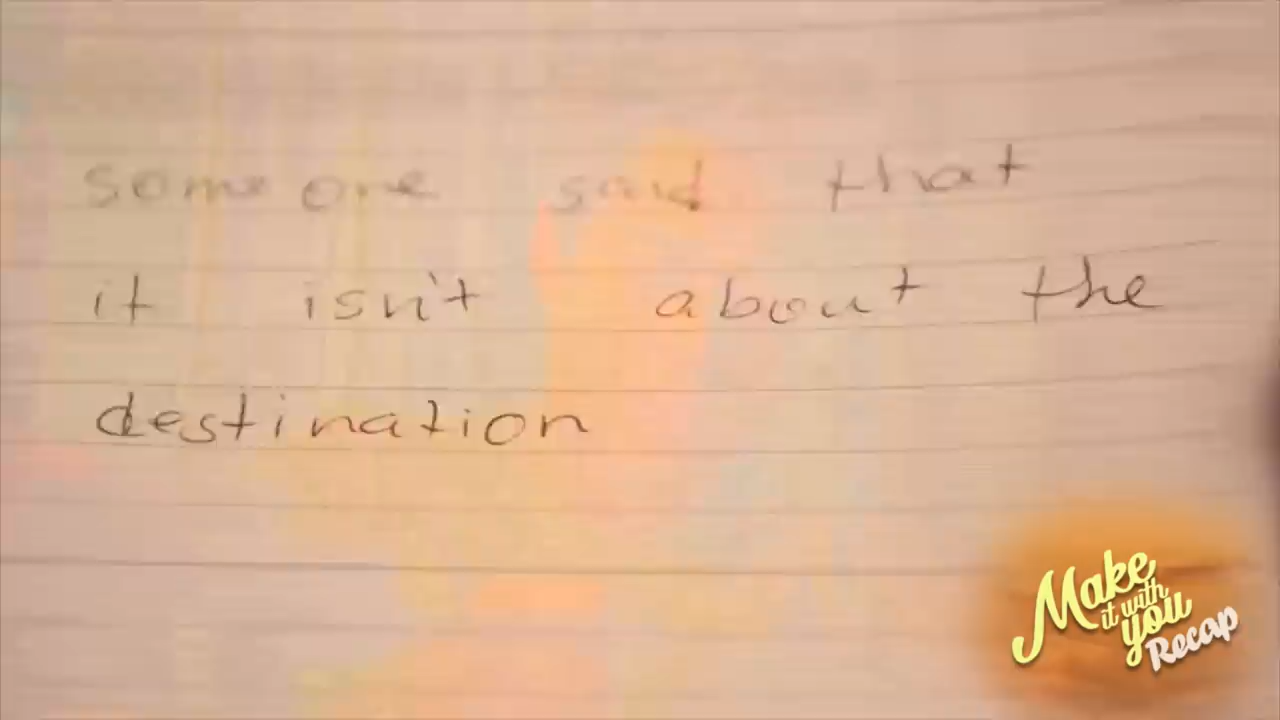 someone said that
it isn't about the
destination
Make
it with
you
Recap